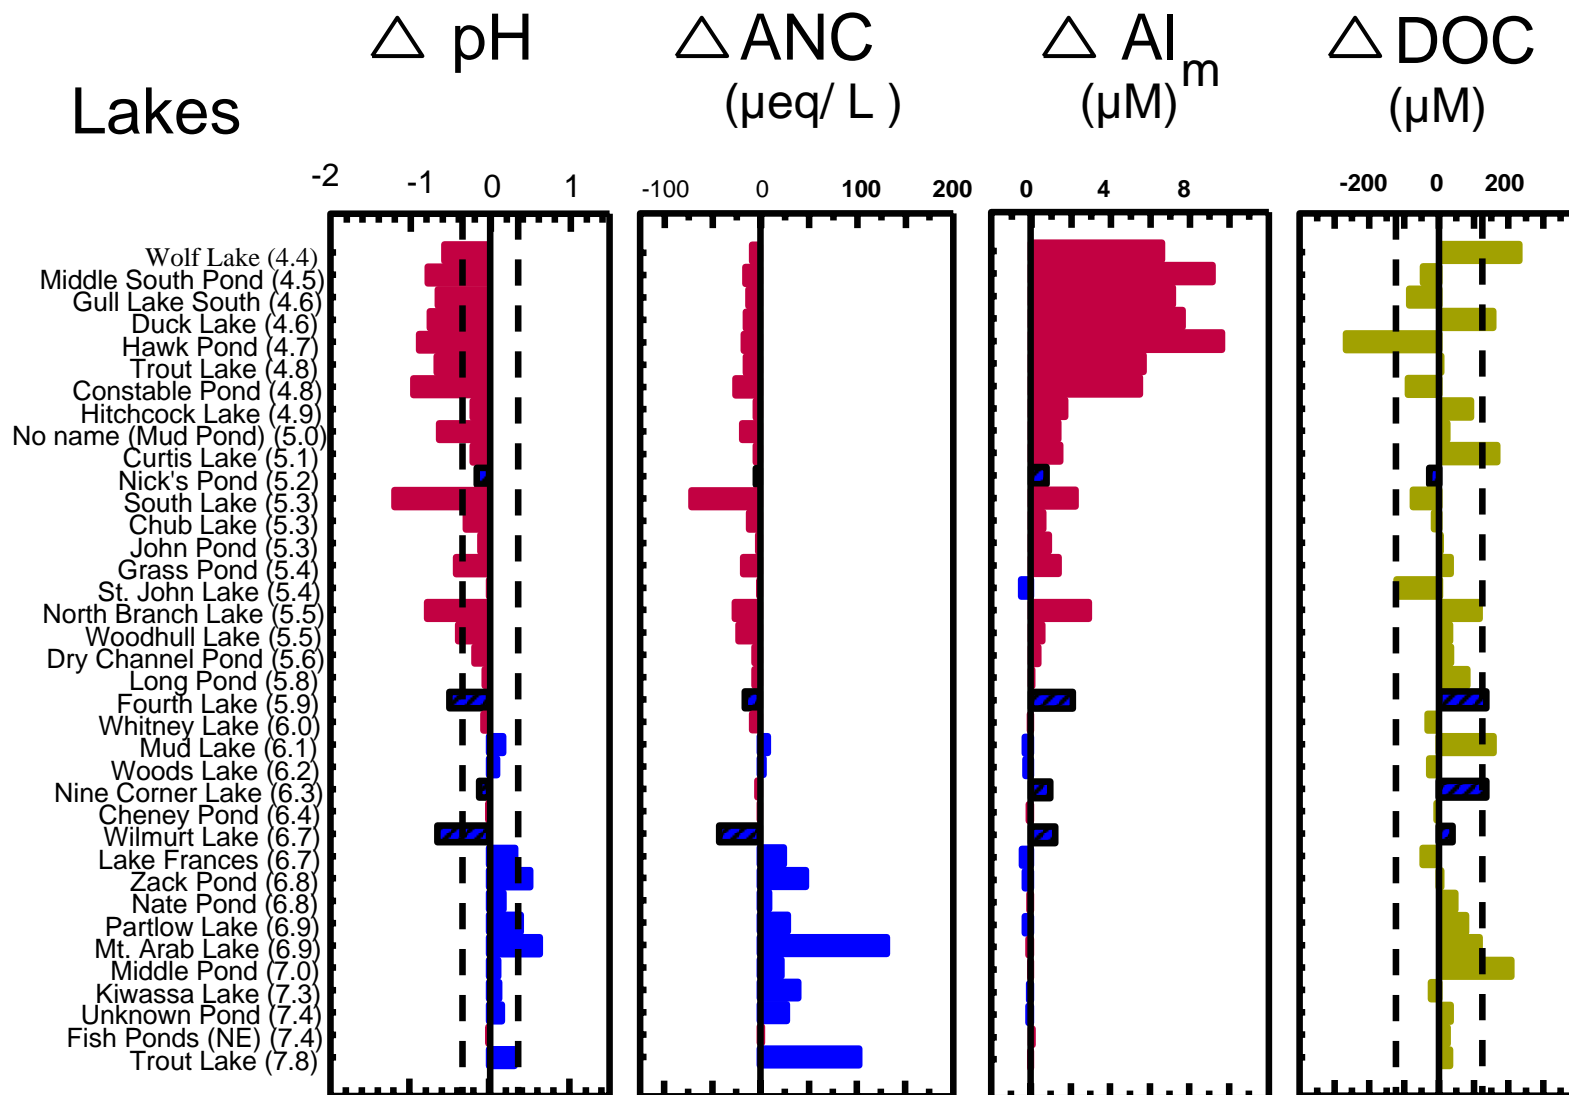 △ pH
△ ANC
(µeq/ L )
△ Al m
(µM)
△ DOC
(µM)
Lakes
-2 -1 0 1
-100 0 100 200
0 4 8
-200 0 200
Wolf Lake (4.4)
Middle South Pond (4.5)
Gull Lake South (4.6)
Duck Lake (4.6)
Hawk Pond (4.7)
Trout Lake (4.8)
Constable Pond (4.8)
Hitchcock Lake (4.9)
No name (Mud Pond) (5.0)
Curtis Lake (5.1)
Nick's Pond (5.2)
South Lake (5.3)
Chub Lake (5.3)
John Pond (5.3)
Grass Pond (5.4)
St. John Lake (5.4)
North Branch Lake (5.5)
Woodhull Lake (5.5)
Dry Channel Pond (5.6)
Long Pond (5.8)
Fourth Lake (5.9)
Whitney Lake (6.0)
Mud Lake (6.1)
Woods Lake (6.2)
Nine Corner Lake (6.3)
Cheney Pond (6.4)
Wilmurt Lake (6.7)
Lake Frances (6.7)
Zack Pond (6.8)
Nate Pond (6.8)
Partlow Lake (6.9)
Mt. Arab Lake (6.9)
Middle Pond (7.0)
Kiwassa Lake (7.3)
Unknown Pond (7.4)
Fish Ponds (NE) (7.4)
Trout Lake (7.8)